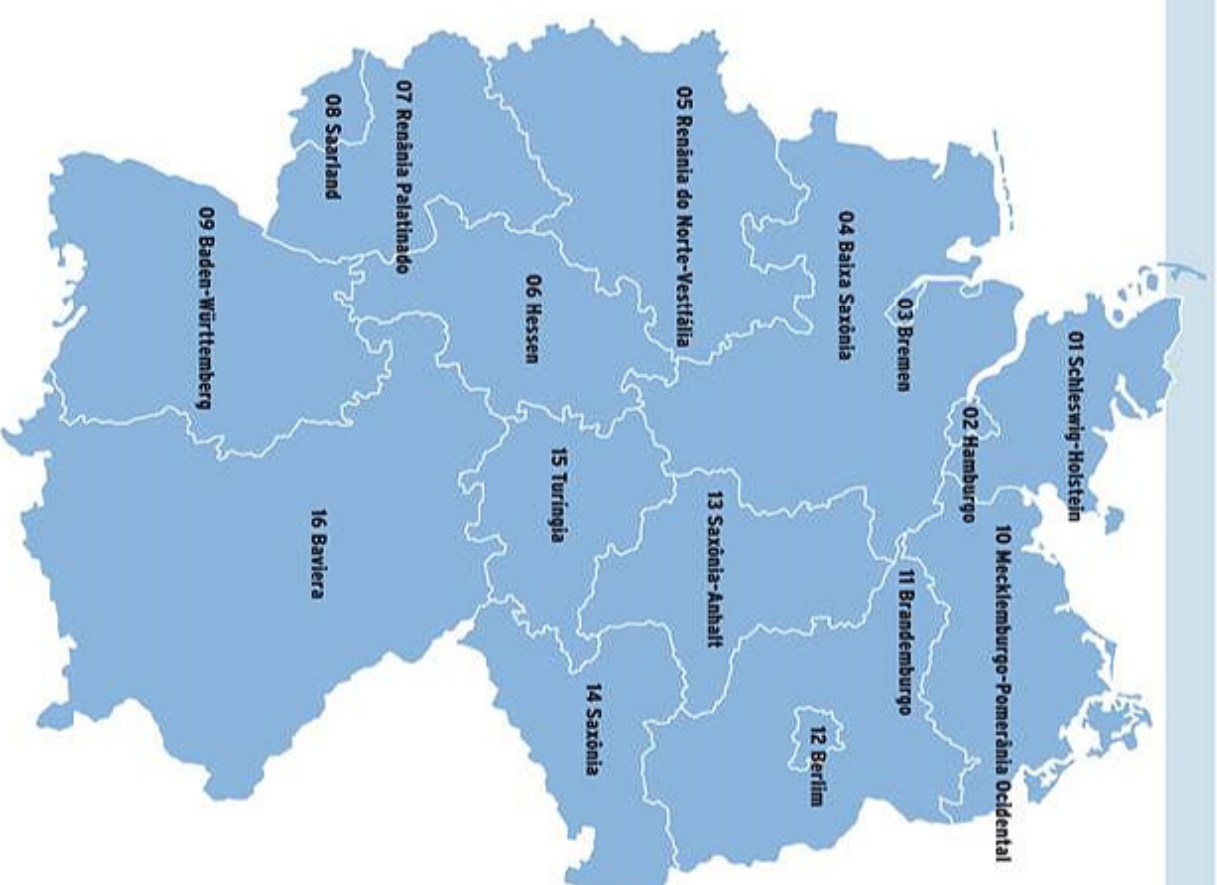 01 Schleswig-Holstein
02 Hamburgo
03 Bremen
04 Baixa Saxônia
05 Renânia do Norte-Vestfália
06 Hessen
07 Renânia Palatinado
08 Saarland
09 Baden-Württemberg
10 Mecklemburgo-Pomerânia Ocidental
11 Brandemburgo
12 Berlim
13 Saxônia-Anhalt
14 Saxônia
15 Turíngia
16 Baviera